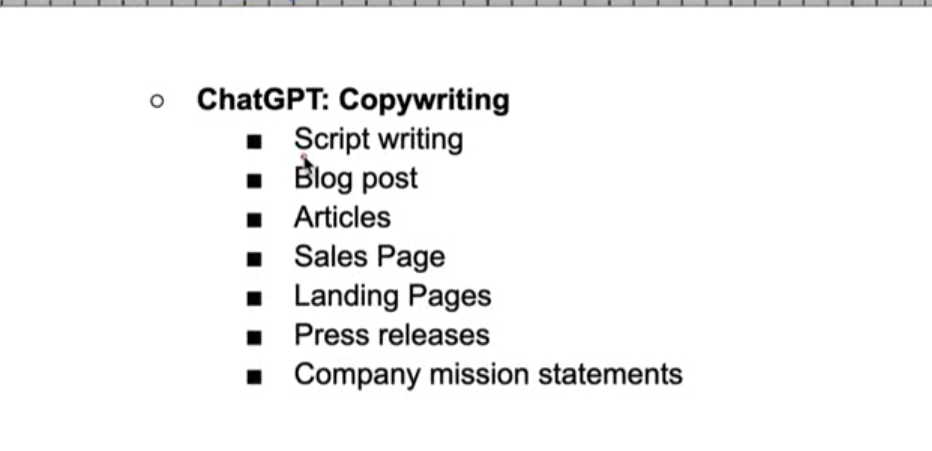 ChatGPT: Copywriting
Script writing
Blog post
Articles
Sales Page
Landing Pages
Press releases
Company mission statements